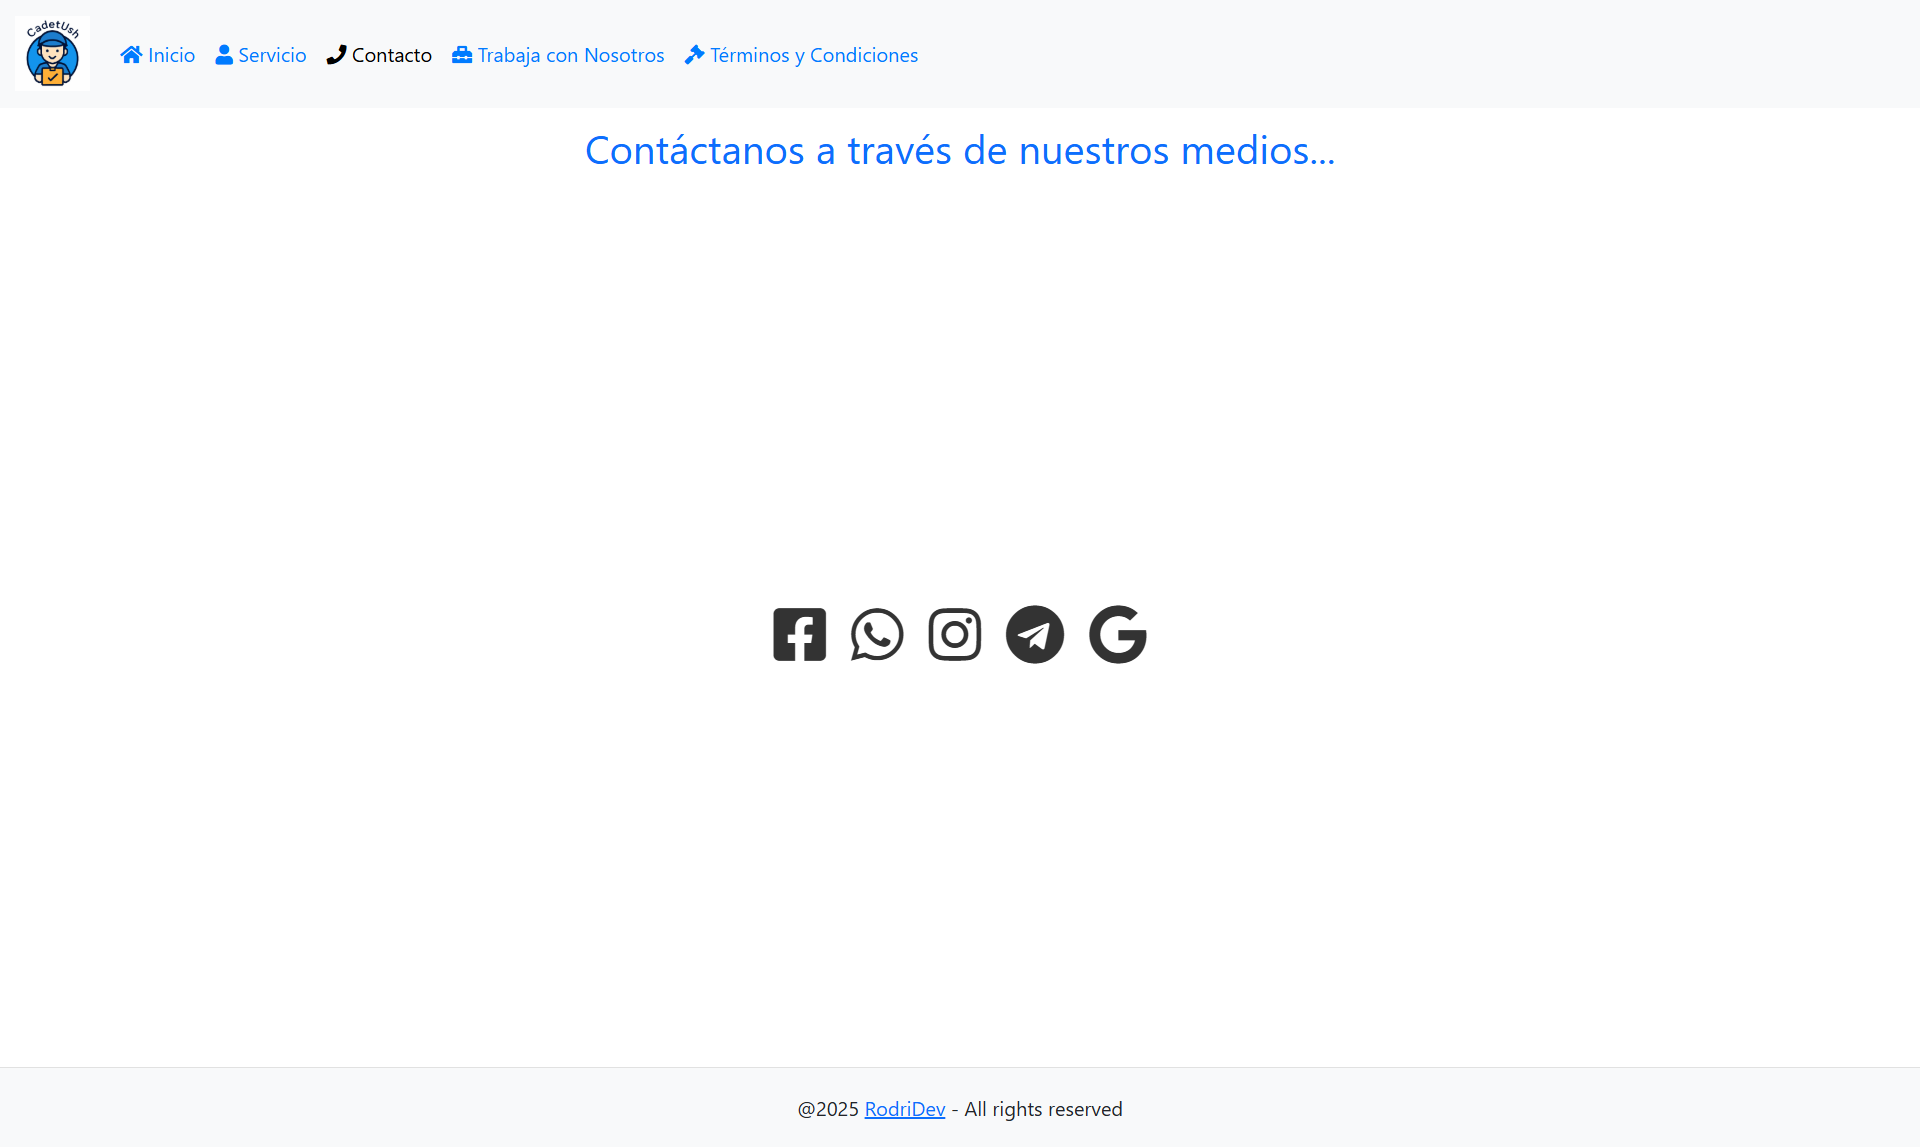 CadetUsh
Inicio Servicio Contacto Trabaja con Nosotros Términos y Condiciones
Contáctanos a través de nuestros medios...
@2025 RodriDev - All rights reserved